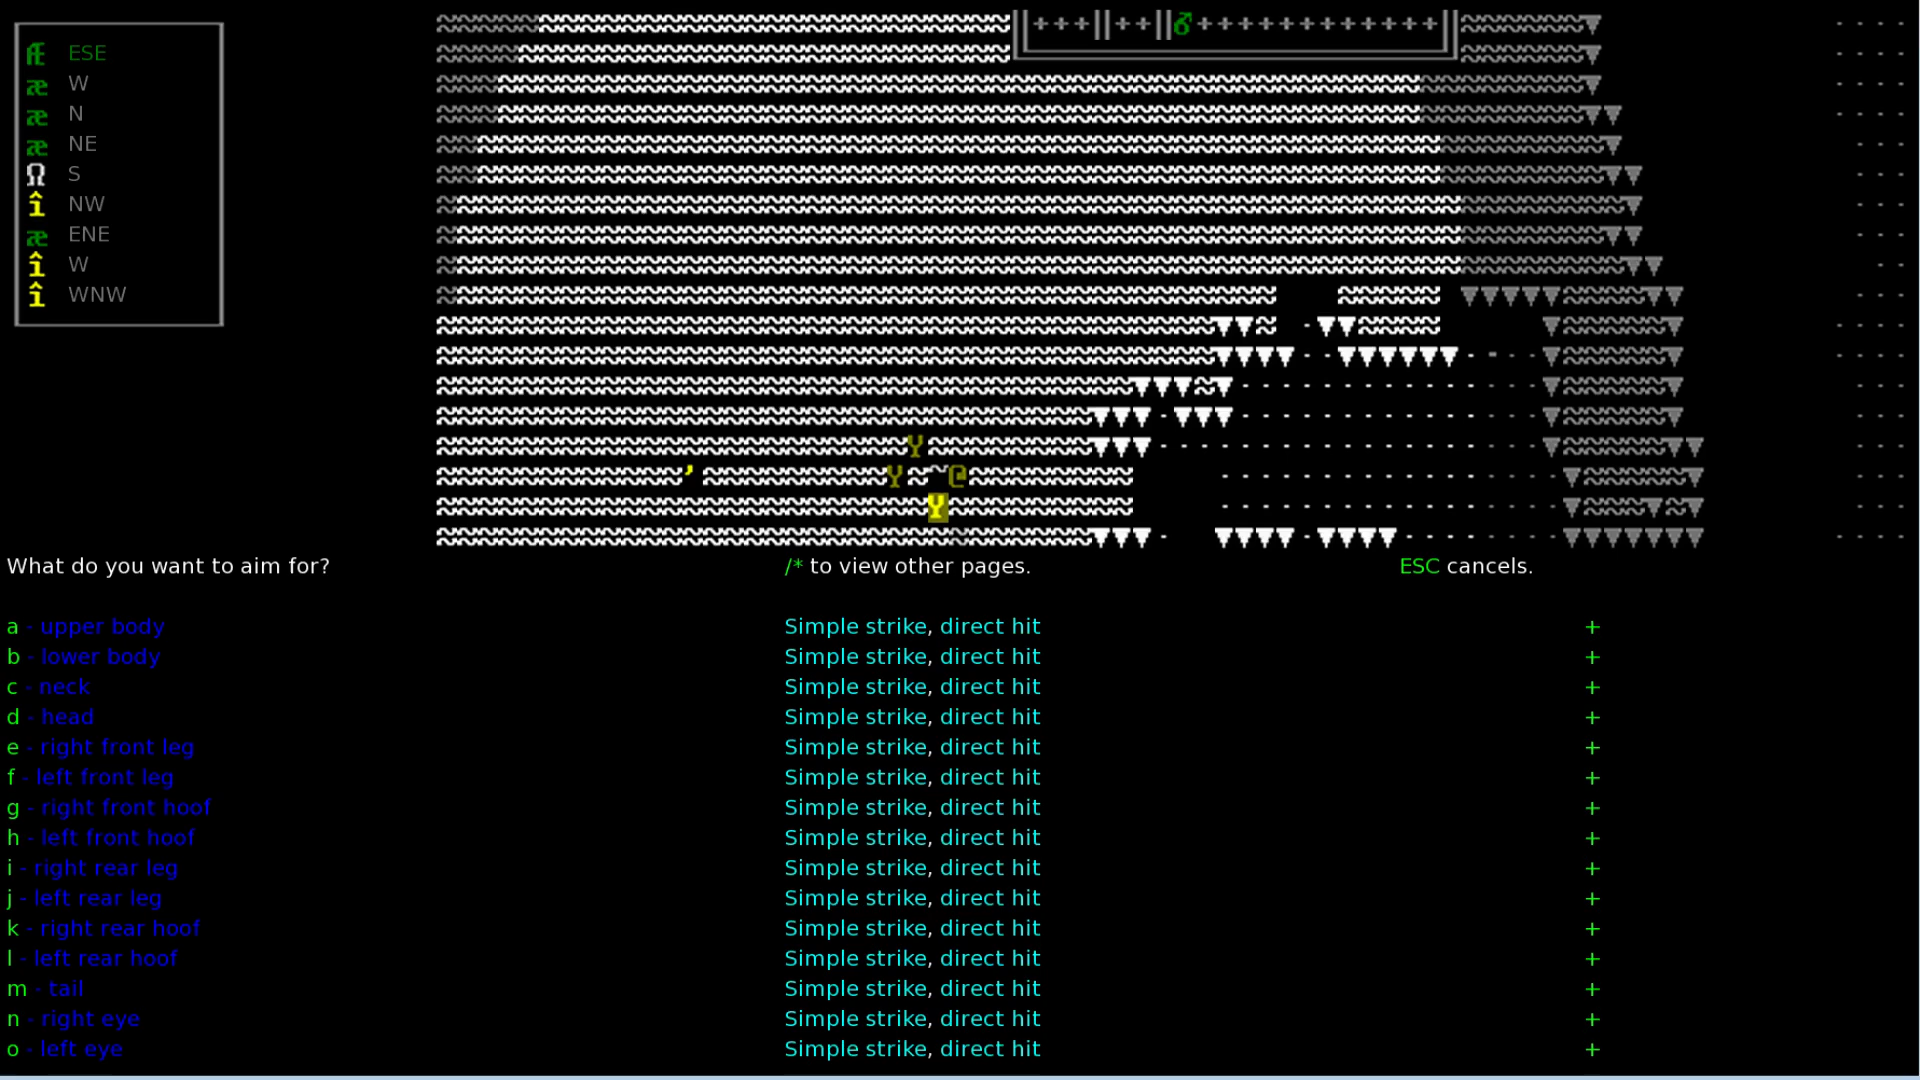 Æ ESE
æ W
æ N
æ NE
Ω S
î NW
æ ENE
î W
î WNW
What do you want to aim for? /* to view other pages. ESC cancels.
a - upper body Simple strike, direct hit +
b - lower body Simple strike, direct hit +
c - neck Simple strike, direct hit +
d - head Simple strike, direct hit +
e - right front leg Simple strike, direct hit +
f - left front leg Simple strike, direct hit +
g - right front hoof Simple strike, direct hit +
h - left front hoof Simple strike, direct hit +
i - right rear leg Simple strike, direct hit +
j - left rear leg Simple strike, direct hit +
k - right rear hoof Simple strike, direct hit +
l - left rear hoof Simple strike, direct hit +
m - tail Simple strike, direct hit +
n - right eye Simple strike, direct hit +
o - left eye Simple strike, direct hit +